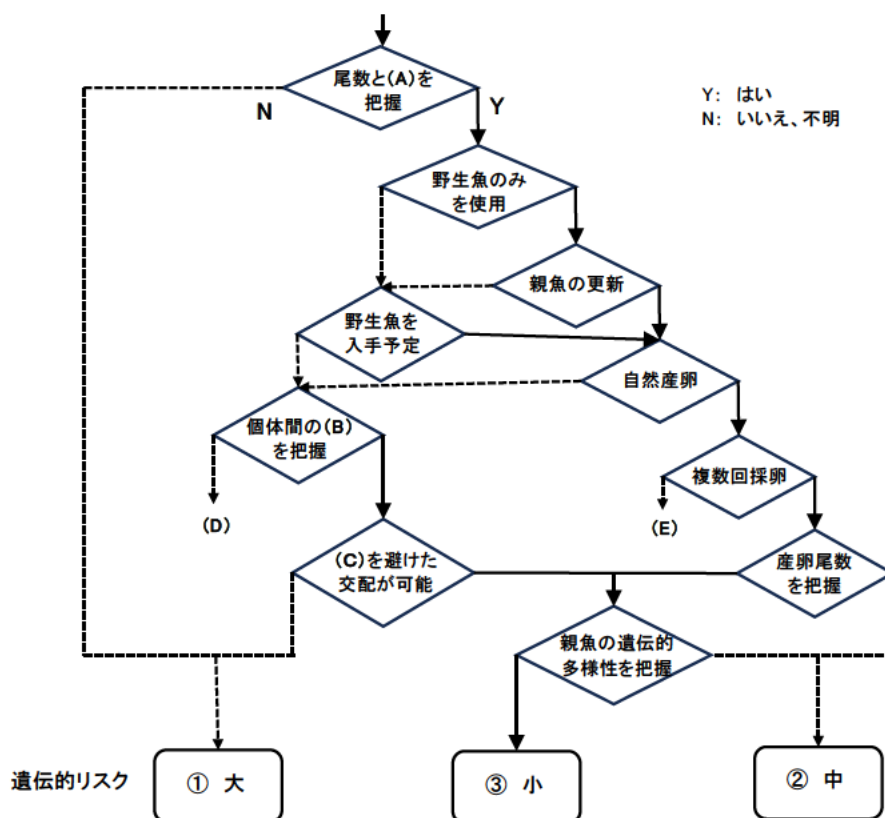 尾数と(A)を
把握
N
Y
Y: はい
N: いいえ、不明
野生魚のみ
を使用
親魚の更新
野生魚を
入手予定
自然産卵
個体間の(B)
を把握
複数回採卵
(D)
(E)
(C)を避けた
交配が可能
産卵尾数
を把握
親魚の遺伝的
多様性を把握
遺伝的リスク
① 大
③ 小
② 中